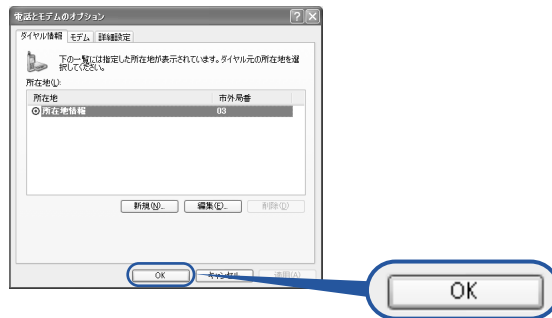 電話とモデムのオプション
ダイヤル情報 モデム 詳細設定
下の一覧には指定した所在地が表示されています。ダイヤル元の所在地を選
択してください。
所在地(L):
所在地 市外局番
所在地情報 03
新規(N)... 編集(E)... 削除(D)
OK キャンセル 適用(A)
OK